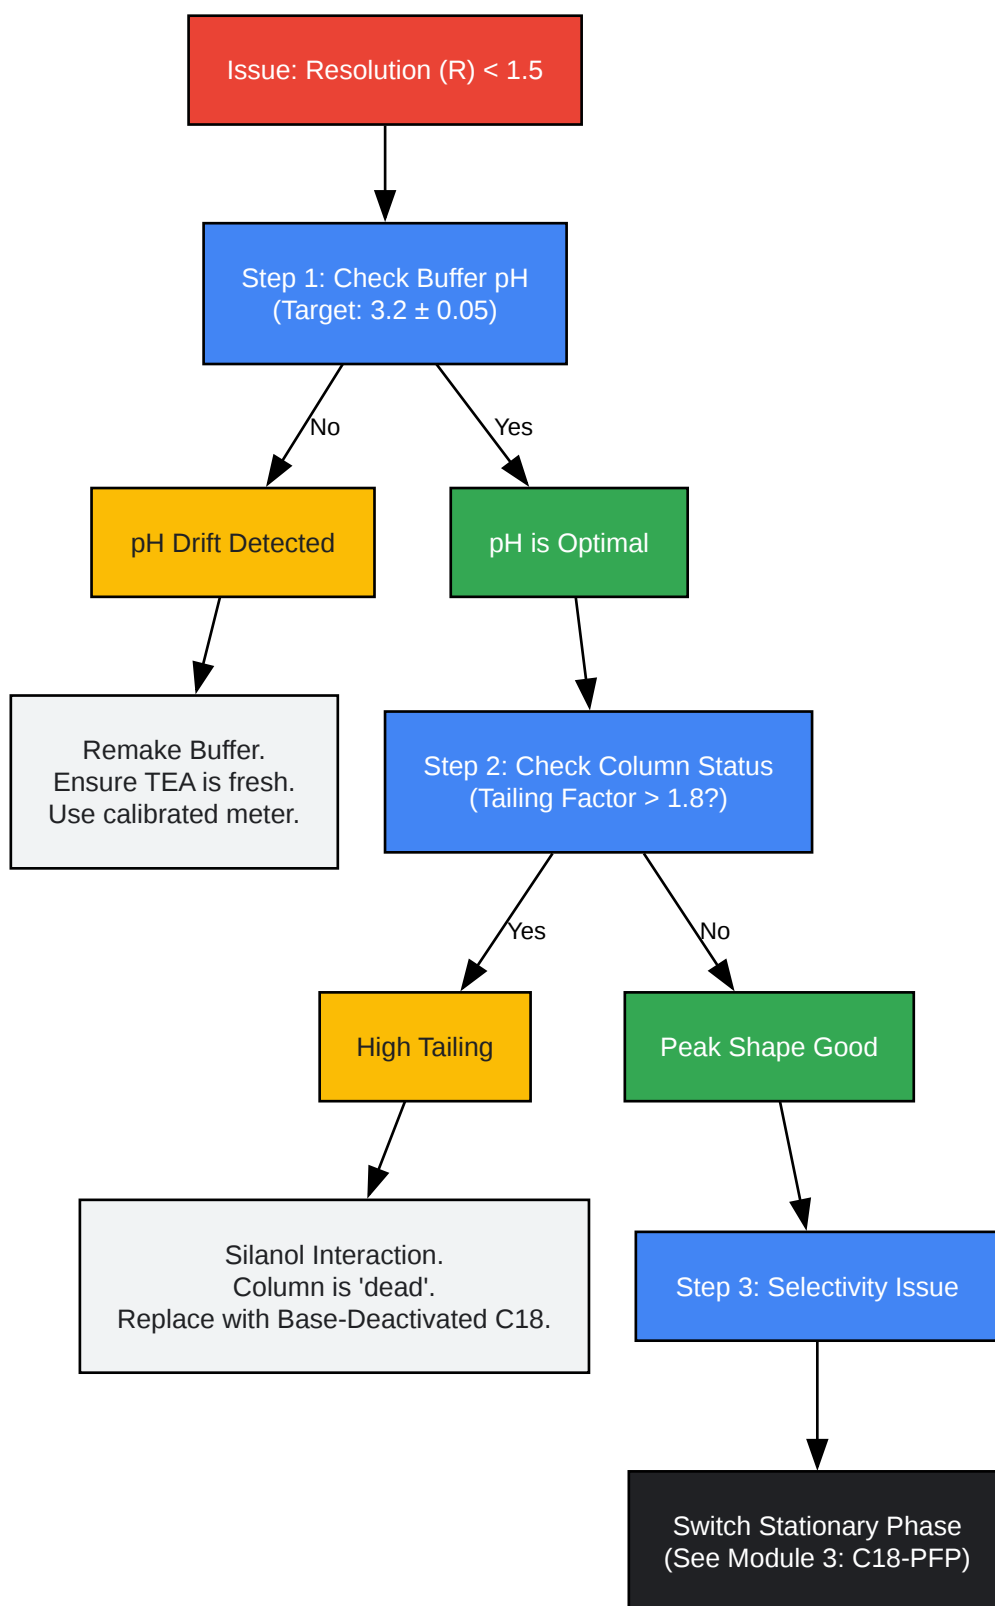 Issue: Resolution (R) < 1.5
Step 1: Check Buffer pH
(Target: 3.2 ± 0.05)
No
Yes
pH Drift Detected
pH is Optimal
Remake Buffer.
Ensure TEA is fresh.
Use calibrated meter.
Step 2: Check Column Status
(Tailing Factor > 1.8?)
Yes
No
High Tailing
Peak Shape Good
Silanol Interaction.
Column is 'dead'.
Replace with Base-Deactivated C18.
Step 3: Selectivity Issue
Switch Stationary Phase
(See Module 3: C18-PFP)